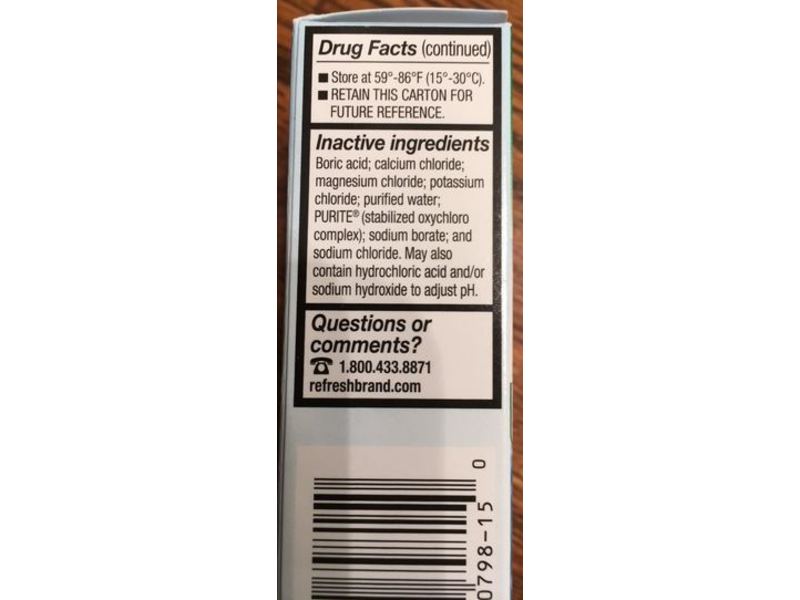 Drug Facts (continued)
■ Store at 59°-86°F (15°-30°C).
■ RETAIN THIS CARTON FOR
FUTURE REFERENCE.
Inactive ingredients
Boric acid; calcium chloride;
magnesium chloride; potassium
chloride; purified water;
PURITE® (stabilized oxychloro
complex); sodium borate; and
sodium chloride. May also
contain hydrochloric acid and/or
sodium hydroxide to adjust pH.
Questions or
comments?
☎ 1.800.433.8871
refreshbrand.com
0798-15 0